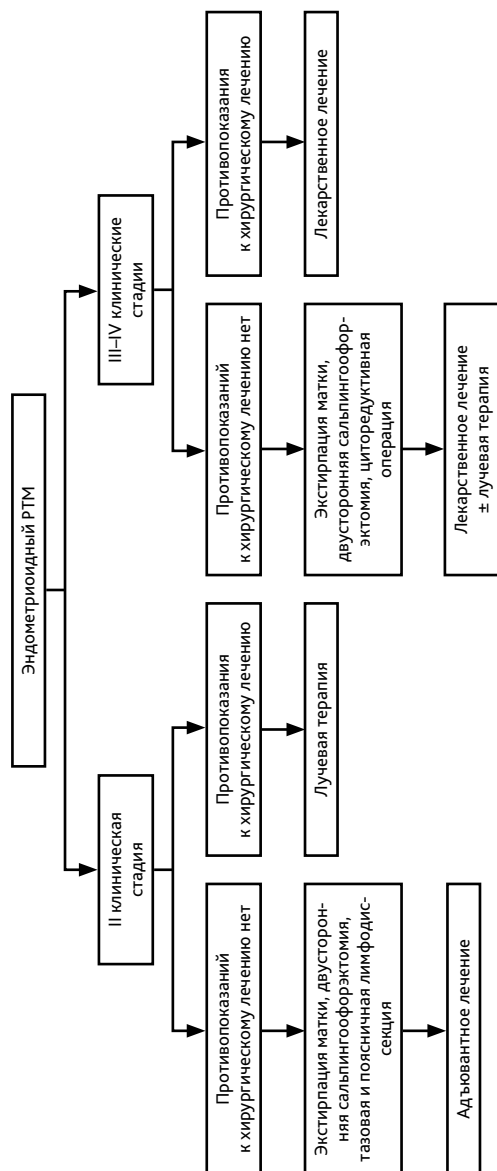 Эндометриоидный РТМ
II клиническая
стадия
III–IV клинические
стадии
Противопоказаний
к хирургическому лечению нет
Противопоказания
к хирургическому лечению
Противопоказаний
к хирургическому лечению нет
Противопоказания
к хирургическому лечению
Экстирпация матки, двусторон-
няя сальпингоофорэктомия,
тазовая и поясничная лимфодис-
секция
Лучевая терапия
Экстирпация матки,
двусторонняя сальпингоофор-
эктомия, циторедуктивная
операция
Лекарственное лечение
Адъювантное лечение
Лекарственное лечение
± лучевая терапия